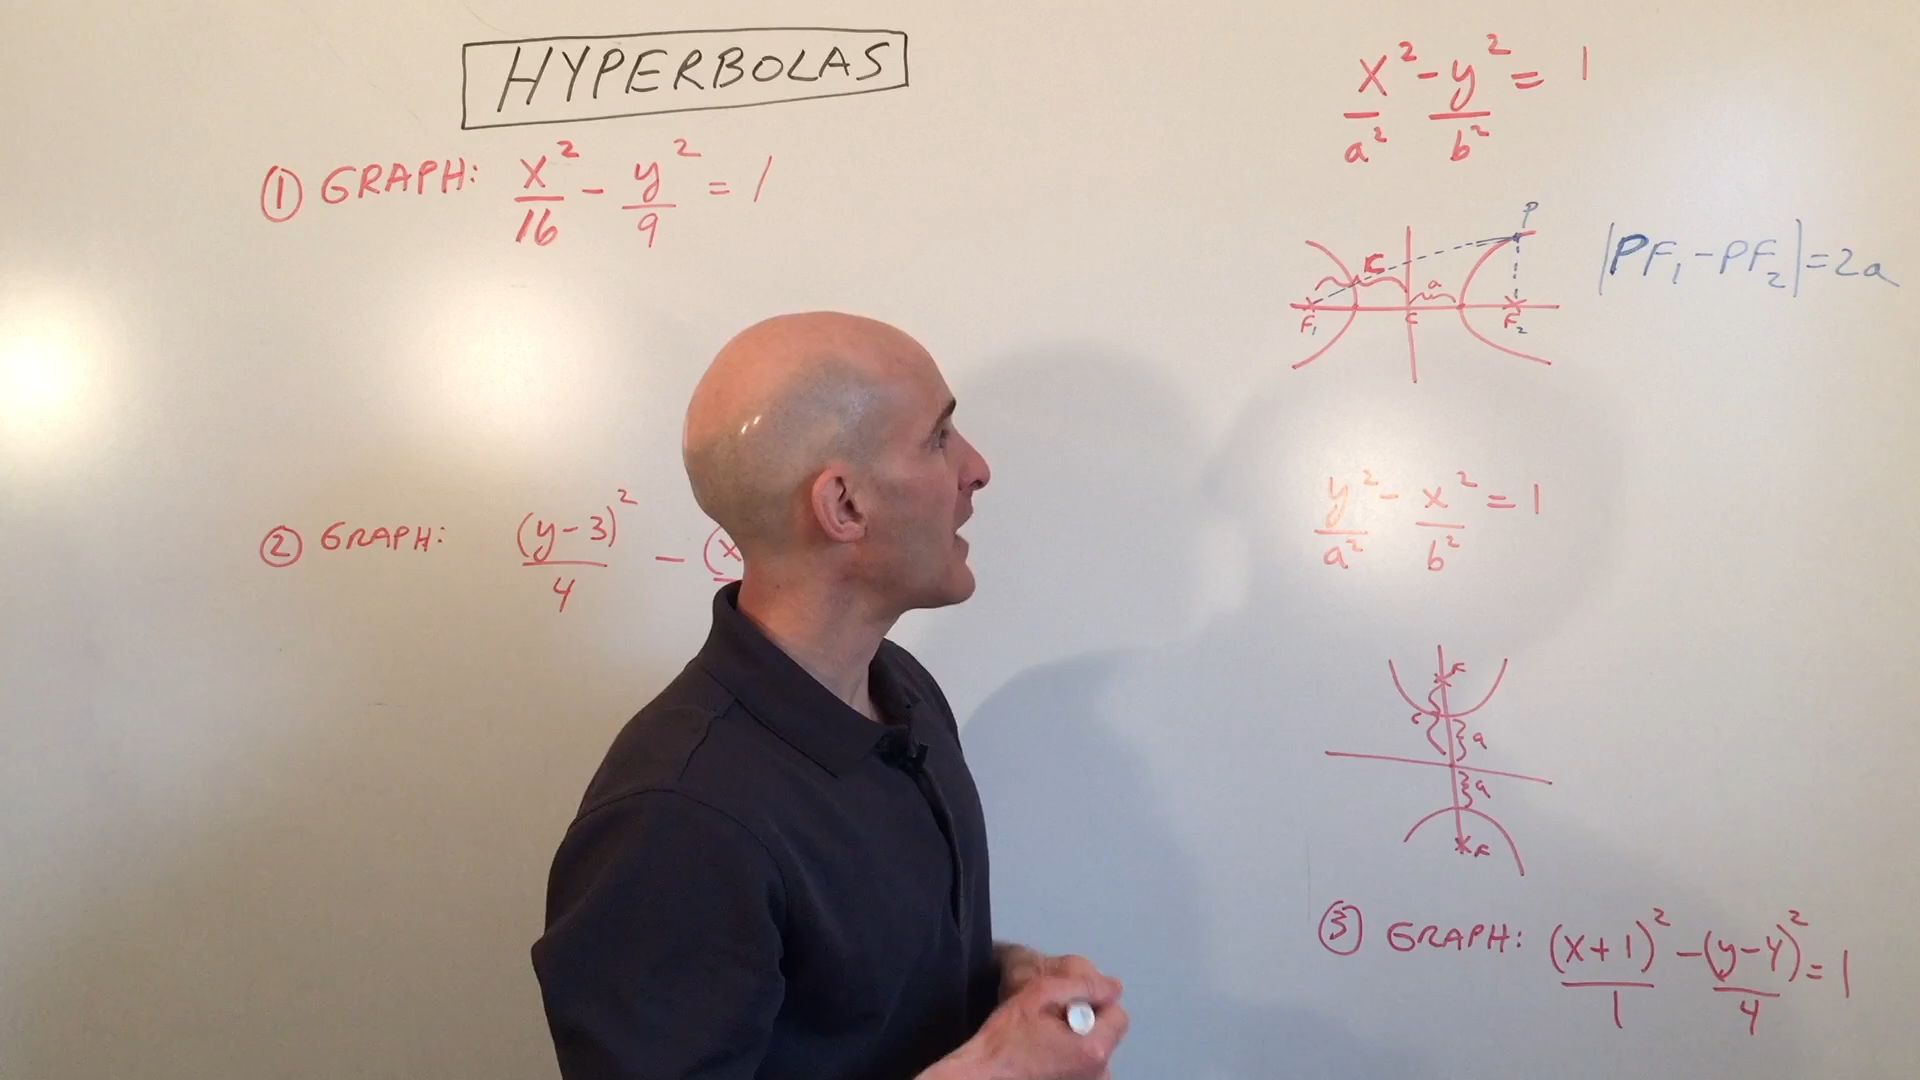 HYPERBOLAS
① GRAPH: x²/16 - y²/9 = 1
② GRAPH: (y-3)²/4 - (x
x²/a² - y²/b² = 1
P
c
a
F₁ C F₂
|PF₁ - PF₂| = 2a
y²/a² - x²/b² = 1
F
c
a
a
F
③ GRAPH: (x+1)²/1 - (y-4)²/4 = 1